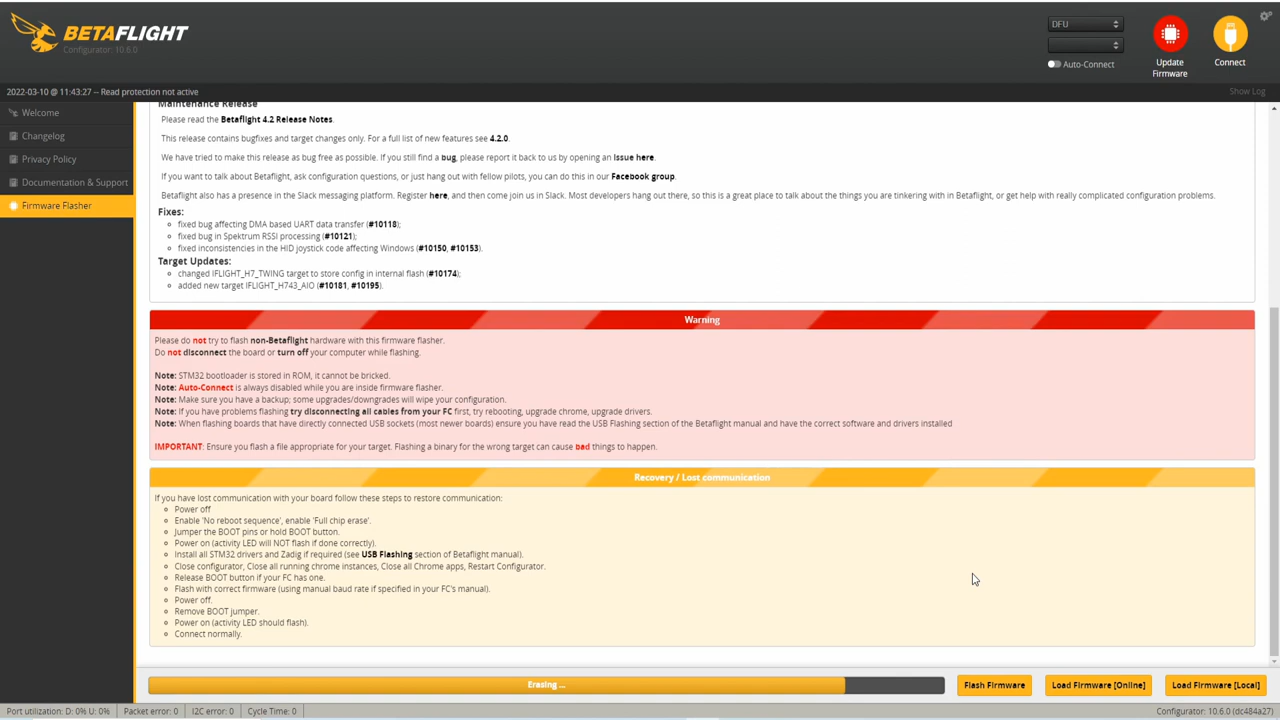 BETAFLIGHT
Configurator: 10.6.0
DFU
Auto-Connect
Update
Firmware
Connect
2022-03-10 @ 11:43:27 -- Read protection not active
Show Log
Welcome
Changelog
Privacy Policy
Documentation & Support
Firmware Flasher
Maintenance Release
Please read the Betaflight 4.2 Release Notes.
This release contains bugfixes and target changes only. For a full list of new features see 4.2.0.
We have tried to make this release as bug free as possible. If you still find a bug, please report it back to us by opening an issue here.
If you want to talk about Betaflight, ask configuration questions, or just hang out with fellow pilots, you can do this in our Facebook group.
Betaflight also has a presence in the Slack messaging platform. Register here, and then come join us in Slack. Most developers hang out there, so this is a great place to talk about the things you are tinkering with in Betaflight, or get help with really complicated configuration problems.
Fixes:
fixed bug affecting DMA based UART data transfer (#10118);
fixed bug in Spektrum RSSI processing (#10121);
fixed inconsistencies in the HID joystick code affecting Windows (#10150, #10153).
Target Updates:
changed IFLIGHT_H7_TWING target to store config in internal flash (#10174);
added new target IFLIGHT_H743_AIO (#10181, #10195).
Warning
Please do not try to flash non-Betaflight hardware with this firmware flasher.
Do not disconnect the board or turn off your computer while flashing.
Note: STM32 bootloader is stored in ROM, it cannot be bricked.
Note: Auto-Connect is always disabled while you are inside firmware flasher.
Note: Make sure you have a backup; some upgrades/downgrades will wipe your configuration.
Note: If you have problems flashing try disconnecting all cables from your FC first, try rebooting, upgrade chrome, upgrade drivers.
Note: When flashing boards that have directly connected USB sockets (most newer boards) ensure you have read the USB Flashing section of the Betaflight manual and have the correct software and drivers installed
IMPORTANT: Ensure you flash a file appropriate for your target. Flashing a binary for the wrong target can cause bad things to happen.
Recovery / Lost communication
If you have lost communication with your board follow these steps to restore communication:
Power off
Enable 'No reboot sequence', enable 'Full chip erase'.
Jumper the BOOT pins or hold BOOT button.
Power on (activity LED will NOT flash if done correctly).
Install all STM32 drivers and Zadig if required (see USB Flashing section of Betaflight manual).
Close configurator, Close all running chrome instances, Close all Chrome apps, Restart Configurator.
Release BOOT button if your FC has one.
Flash with correct firmware (using manual baud rate if specified in your FC's manual).
Power off.
Remove BOOT jumper.
Power on (activity LED should flash).
Connect normally.
Erasing ...
Flash Firmware
Load Firmware [Online]
Load Firmware [Local]
Port utilization: D: 0% U: 0%
Packet error: 0
I2C error: 0
Cycle Time: 0
Configurator: 10.6.0 (dc484a27)